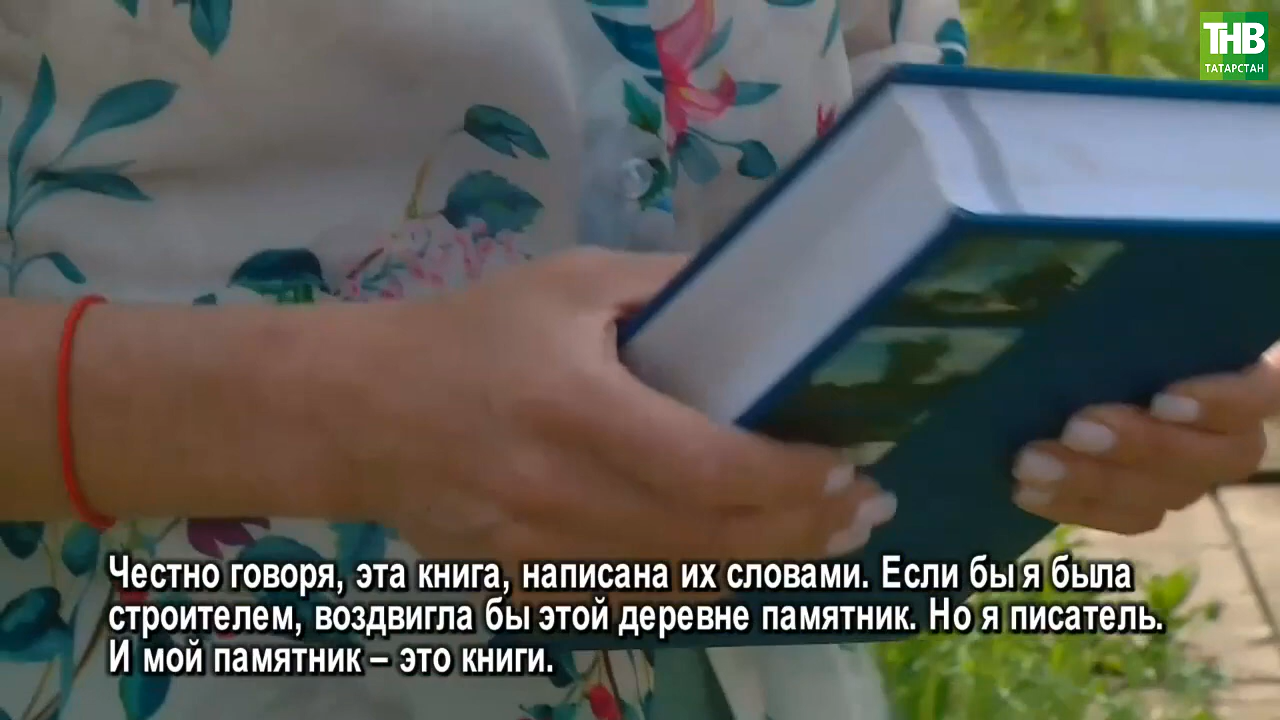 ТНВ
ТАТАРСТАН
Честно говоря, эта книга, написана их словами. Если бы я была
строителем, воздвигла бы этой деревне памятник. Но я писатель.
И мой памятник – это книги.